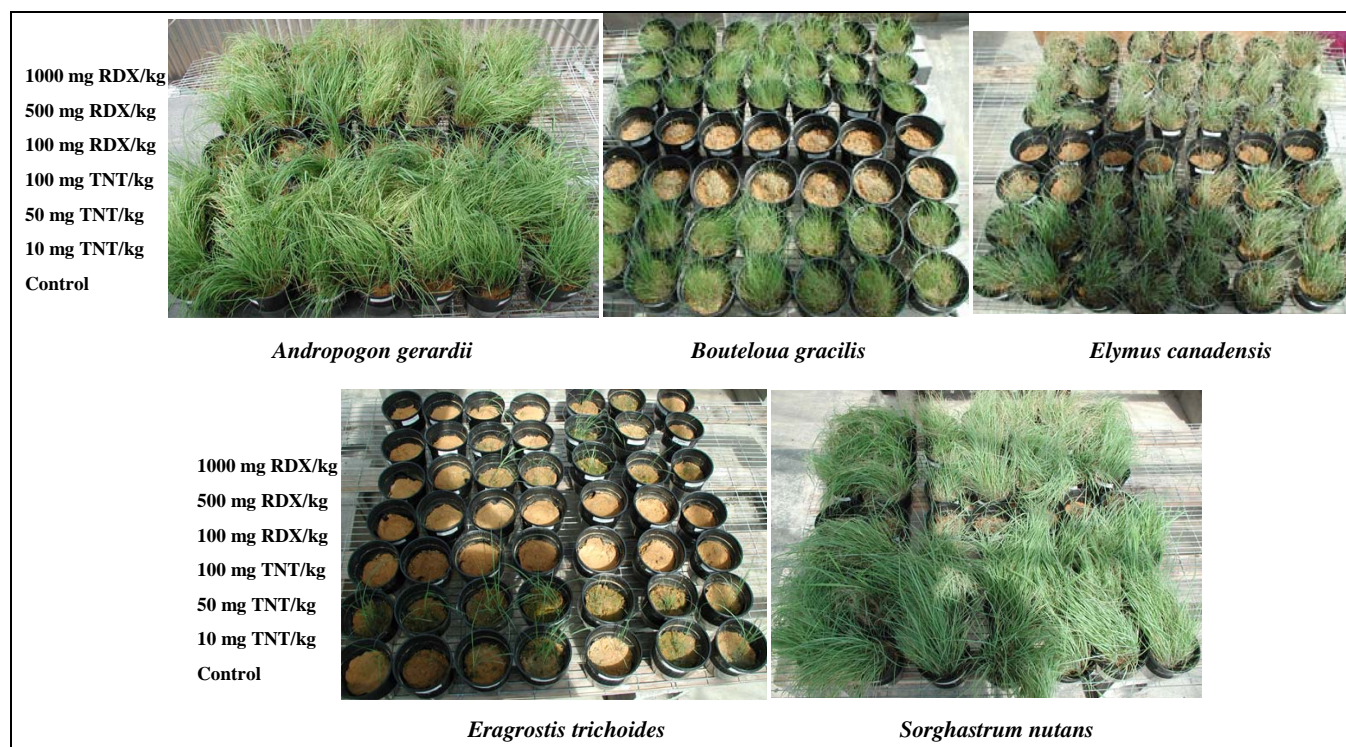 1000 mg RDX/kg
500 mg RDX/kg
100 mg RDX/kg
100 mg TNT/kg
50 mg TNT/kg
10 mg TNT/kg
Control
Andropogon gerardii
Bouteloua gracilis
Elymus canadensis
1000 mg RDX/kg
500 mg RDX/kg
100 mg RDX/kg
100 mg TNT/kg
50 mg TNT/kg
10 mg TNT/kg
Control
Eragrostis trichoides
Sorghastrum nutans